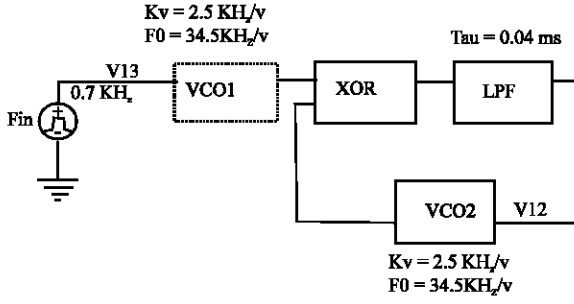 Kv = 2.5 KHz/v
F0 = 34.5KHz/v
Tau = 0.04 ms
V13
VCO1
XOR
LPF
0.7 KHz
Fin
VCO2
V12
Kv = 2.5 KHz/v
F0 = 34.5KHz/v